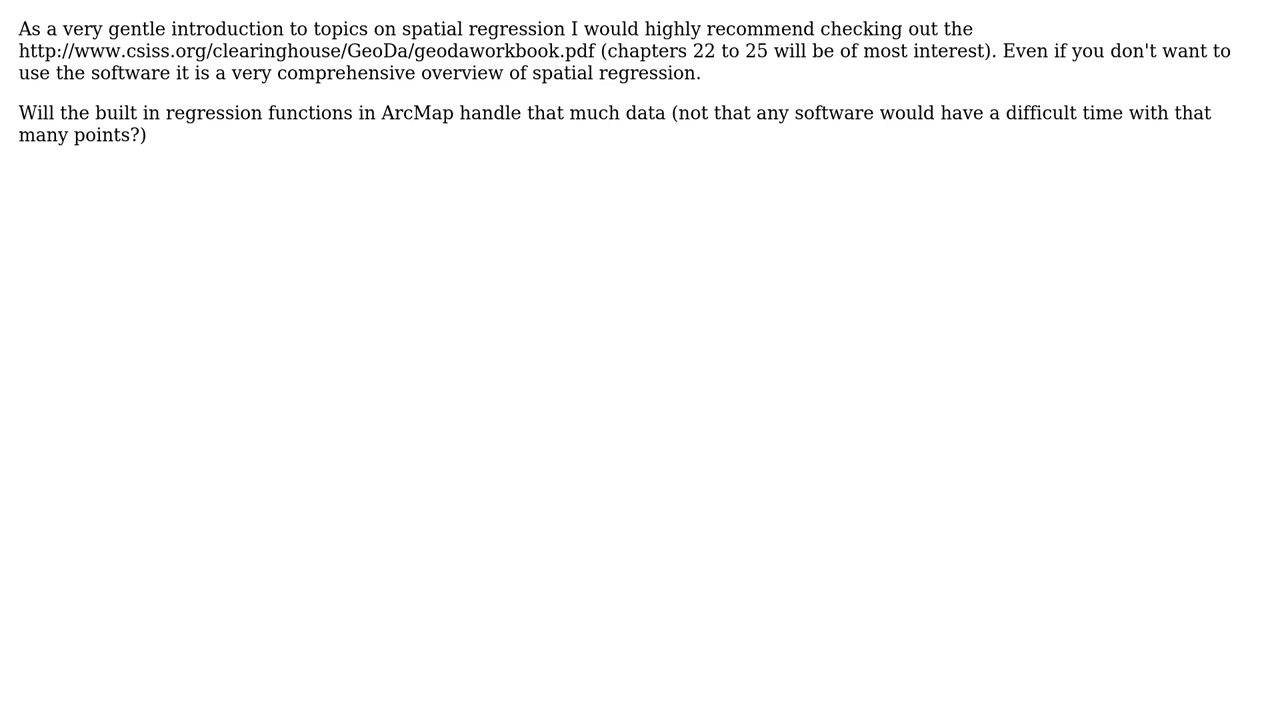 As a very gentle introduction to topics on spatial regression I would highly recommend checking out the
http://www.csiss.org/clearinghouse/GeoDa/geodaworkbook.pdf (chapters 22 to 25 will be of most interest). Even if you don't want to
use the software it is a very comprehensive overview of spatial regression.
Will the built in regression functions in ArcMap handle that much data (not that any software would have a difficult time with that
many points?)